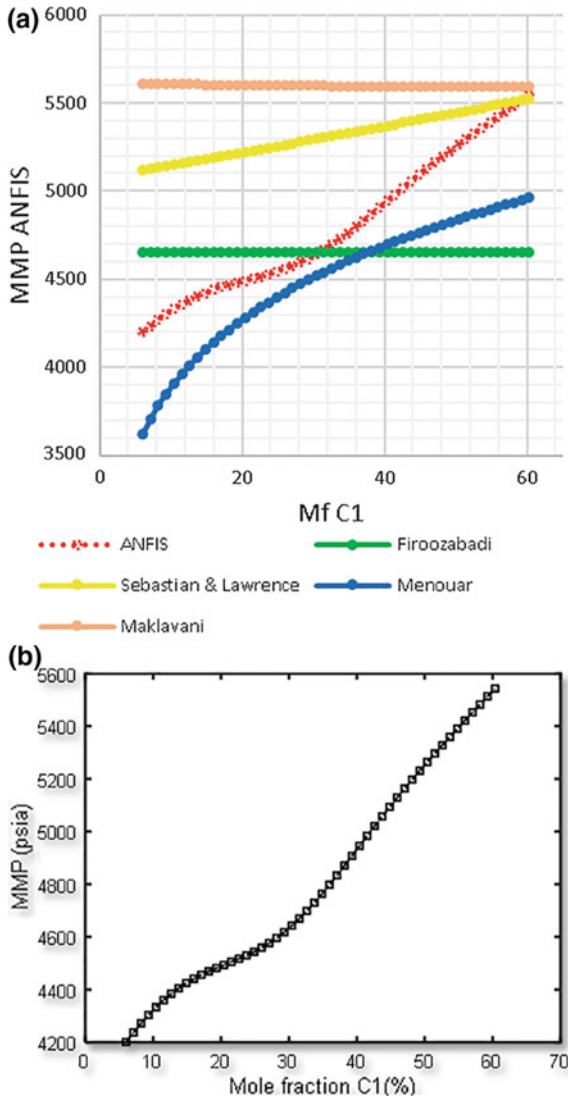 (a)
6000
5500
5000
4500
4000
3500
MMP ANFIS
0 20 40 60
Mf C1
ANFIS Firoozabadi
Sebastian & Lawrence Menouar
Maklavani
(b)
5600
5400
5200
5000
4800
4600
4400
4200
MMP (psia)
0 10 20 30 40 50 60 70
Mole fraction C1(%)